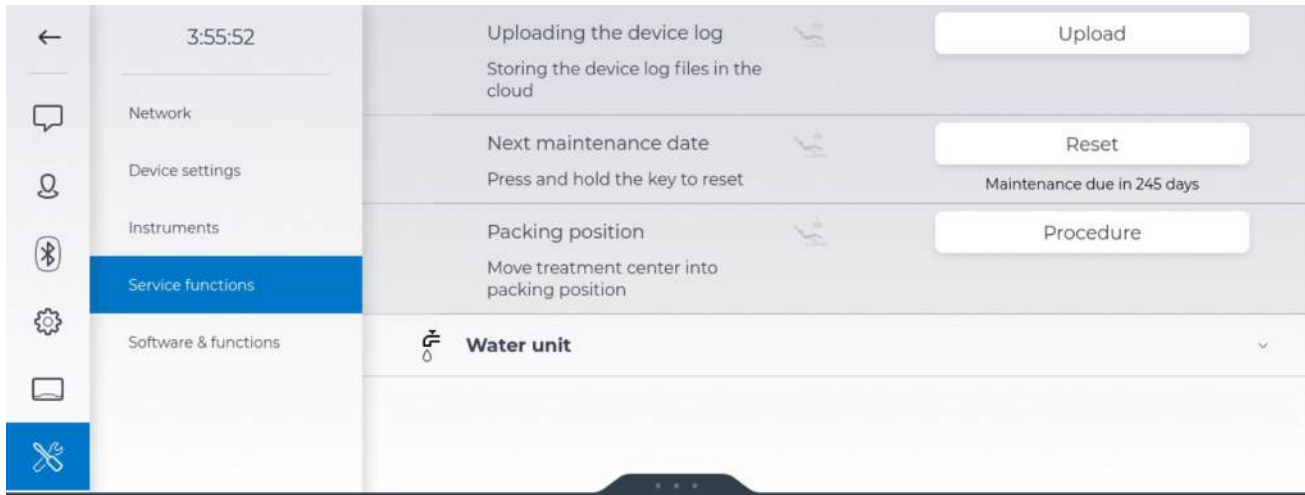 3:55:52
Network
Device settings
Instruments
Service functions
Software & functions
Uploading the device log
Storing the device log files in the
cloud
Upload
Next maintenance date
Press and hold the key to reset
Reset
Maintenance due in 245 days
Packing position
Move treatment center into
packing position
Procedure
Water unit